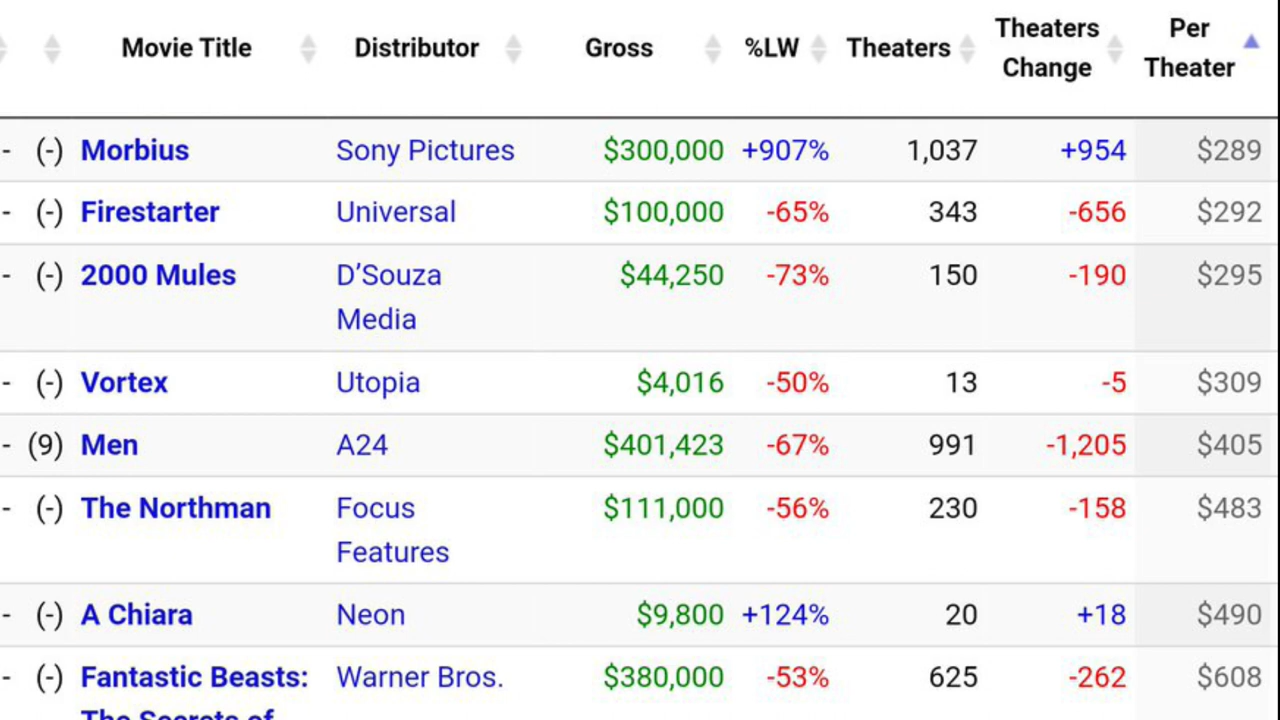 Movie Title Distributor Gross %LW Theaters Theaters Change Per Theater
- (-) Morbius Sony Pictures $300,000 +907% 1,037 +954 $289
- (-) Firestarter Universal $100,000 -65% 343 -656 $292
- (-) 2000 Mules D’Souza $44,250 -73% 150 -190 $295
Media
- (-) Vortex Utopia $4,016 -50% 13 -5 $309
- (9) Men A24 $401,423 -67% 991 -1,205 $405
- (-) The Northman Focus $111,000 -56% 230 -158 $483
Features
- (-) A Chiara Neon $9,800 +124% 20 +18 $490
- (-) Fantastic Beasts: Warner Bros. $380,000 -53% 625 -262 $608
The Secrets of